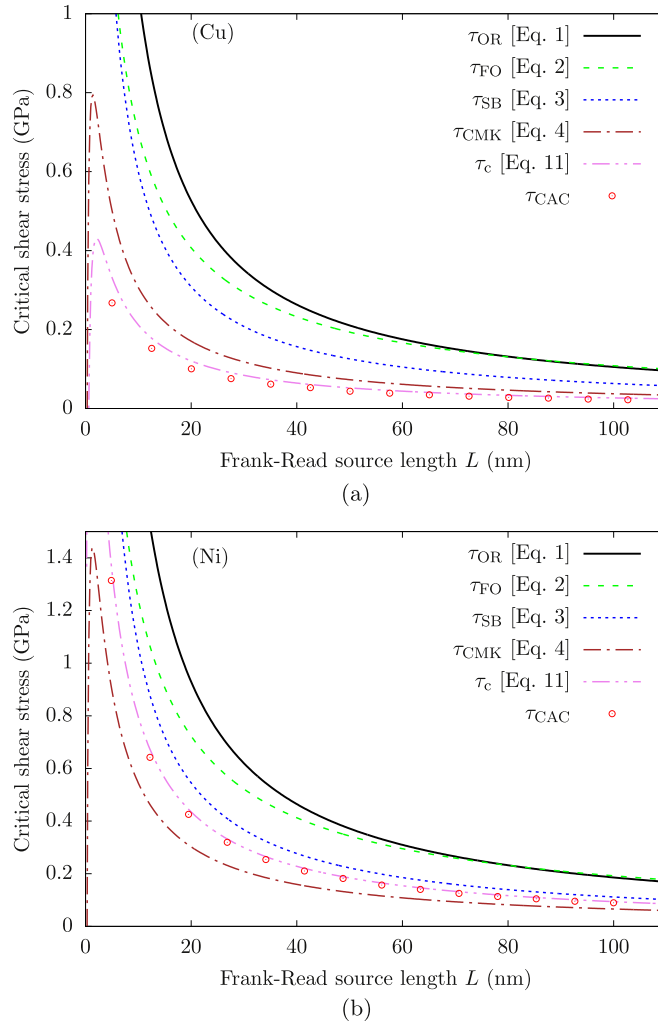 (Cu)
τOR [Eq. 1]
τFO [Eq. 2]
τSB [Eq. 3]
τCMK [Eq. 4]
τc [Eq. 11]
τCAC
Critical shear stress (GPa)
1
0.8
0.6
0.4
0.2
0
0 20 40 60 80 100
Frank-Read source length L (nm)
(a)
(Ni)
τOR [Eq. 1]
τFO [Eq. 2]
τSB [Eq. 3]
τCMK [Eq. 4]
τc [Eq. 11]
τCAC
Critical shear stress (GPa)
1.4
1.2
1
0.8
0.6
0.4
0.2
0
0 20 40 60 80 100
Frank-Read source length L (nm)
(b)